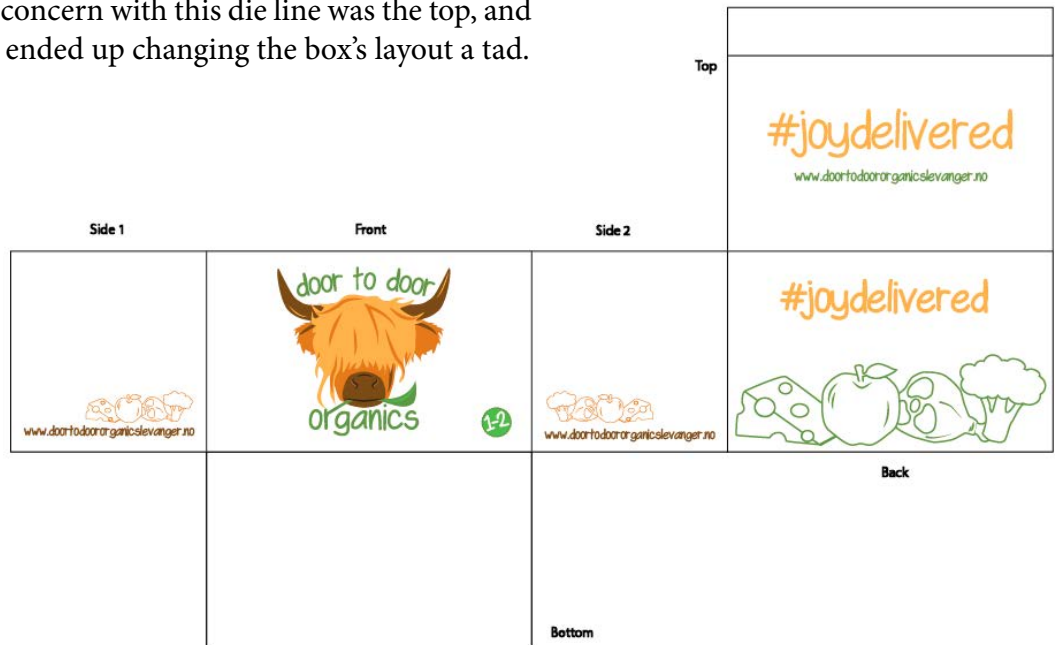 concern with this die line was the top, and
ended up changing the box's layout a tad.
Top
#joydelivered
www.doortodoororganicslevanger.no
Side 1
Front
Side 2
door to door
organics
1-2
www.doortodoororganicslevanger.no
www.doortodoororganicslevanger.no
#joydelivered
Back
Bottom